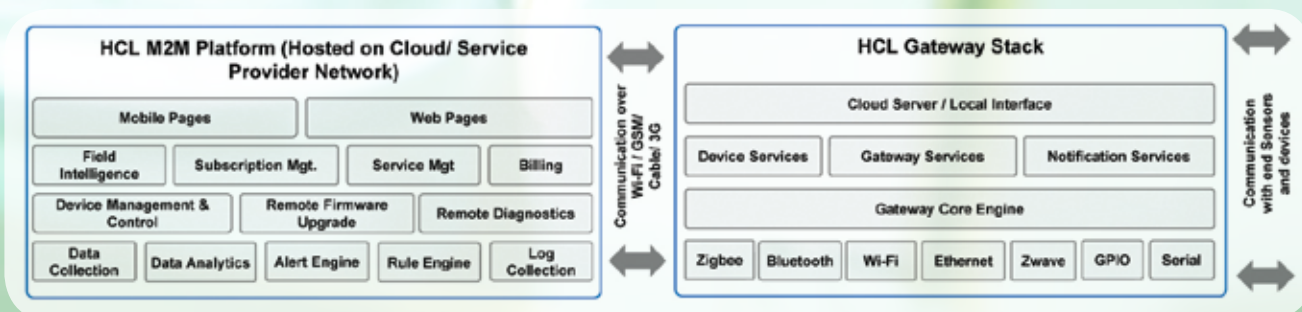 HCL M2M Platform (Hosted on Cloud/ Service
Provider Network)
Mobile Pages
Web Pages
Field
Intelligence
Subscription Mgt.
Service Mgt
Billing
Device Management &
Control
Remote Firmware
Upgrade
Remote Diagnostics
Data
Collection
Data Analytics
Alert Engine
Rule Engine
Log
Collection
Communication over
Wi-Fi / GSM/
Cable/ 3G
HCL Gateway Stack
Cloud Server / Local Interface
Device Services
Gateway Services
Notification Services
Gateway Core Engine
Zigbee
Bluetooth
Wi-Fi
Ethernet
Zwave
GPIO
Serial
Communication
with end Sensors
and devices